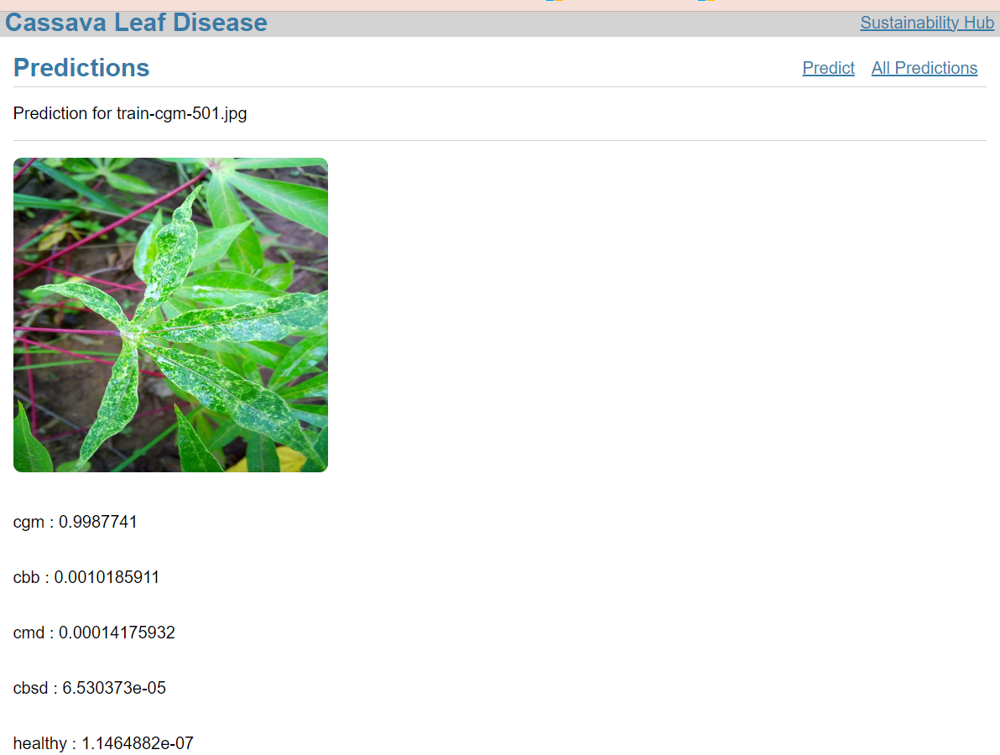 Cassava Leaf Disease
Sustainability Hub
Predictions
Predict
All Predictions
Prediction for train-cgm-501.jpg
cgm : 0.9987741
cbb : 0.0010185911
cmd : 0.00014175932
cbsd : 6.530373e-05
healthy : 1.1464882e-07